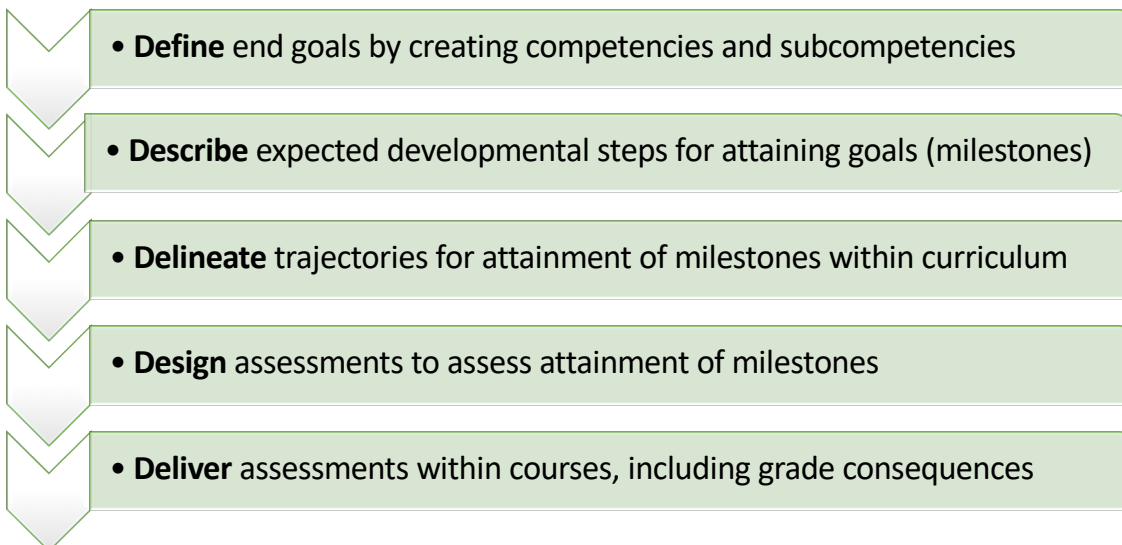 • Define end goals by creating competencies and subcompetencies
• Describe expected developmental steps for attaining goals (milestones)
• Delineate trajectories for attainment of milestones within curriculum
• Design assessments to assess attainment of milestones
• Deliver assessments within courses, including grade consequences